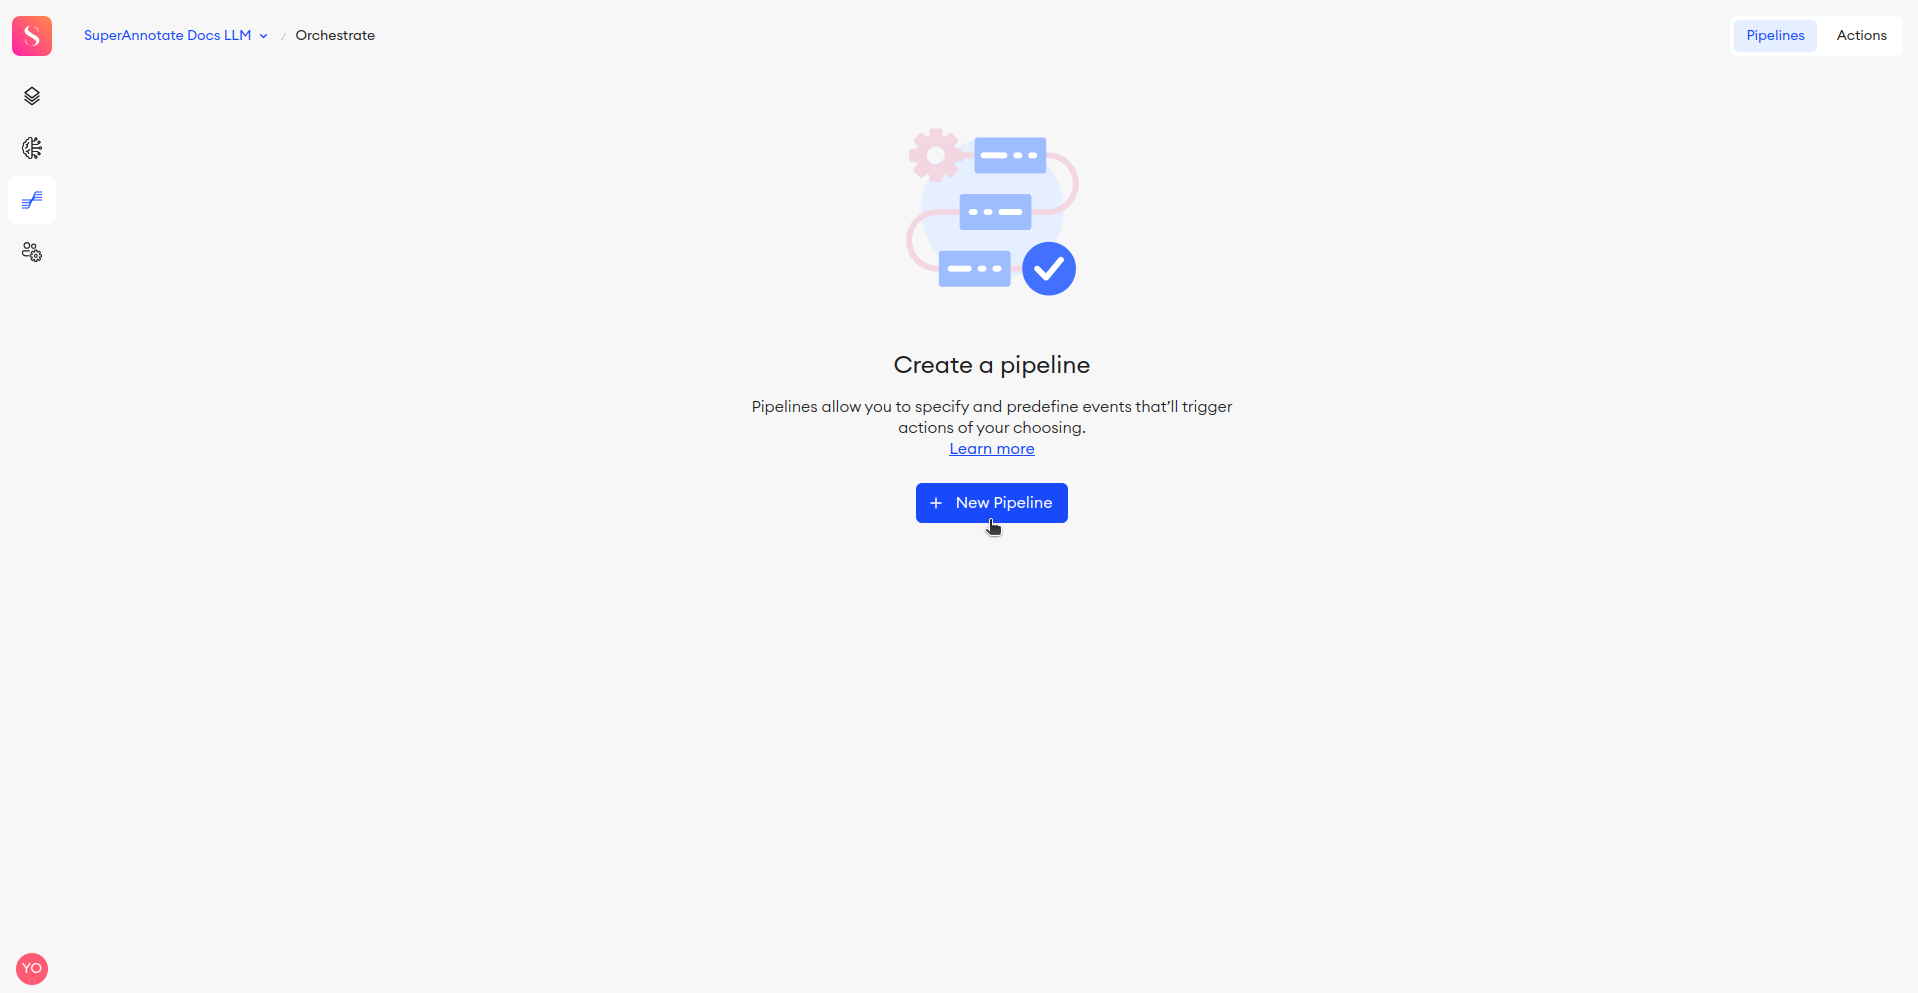 S
SuperAnnotate Docs LLM / Orchestrate
Pipelines Actions
Create a pipeline
Pipelines allow you to specify and predefine events that’ll trigger
actions of your choosing.
Learn more
+ New Pipeline
YO